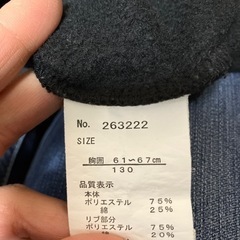 No. 263222
SIZE
胸囲 61〜67cm
130
品質表示
本体
ポリエステル 75%
綿 25%
リブ部分
ポリエステル 75%
綿 20%